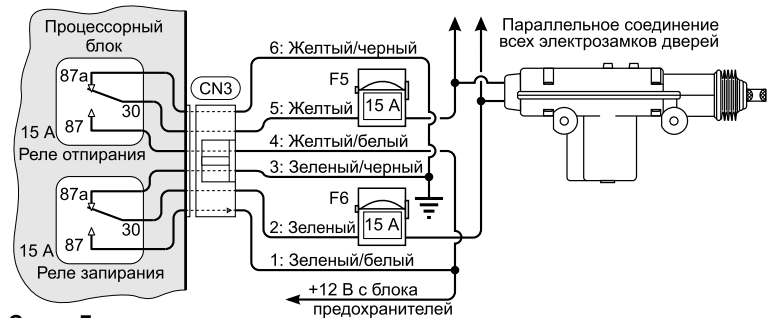 Процессорный
блок
87а
30
87
15 А
Реле отпирания
87а
30
87
15 А
Реле запирания
CN3
6: Желтый/черный
F5
15 А
5: Желтый
4: Желтый/белый
3: Зеленый/черный
F6
15 А
2: Зеленый
1: Зеленый/белый
+12 В с блока
предохранителей
Параллельное соединение
всех электрозамков дверей